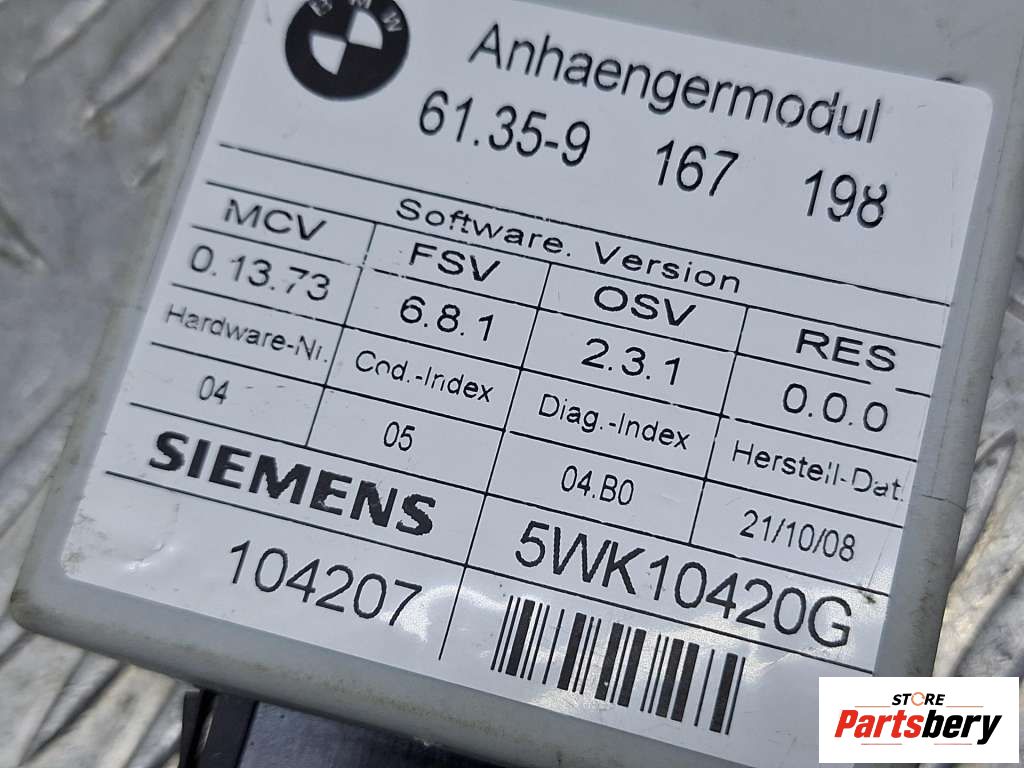 BMW
Anhaengermodul
61.35-9 167 198
Software. Version
MCV FSV OSV RES
0.13.73 6.8.1 2.3.1 0.0.0
Hardware-Nr. Cod.-Index Diag.-Index Herstell-Dat.
04 05 04.B0 21/10/08
SIEMENS 5WK10420G
104207
STORE
Partsbery